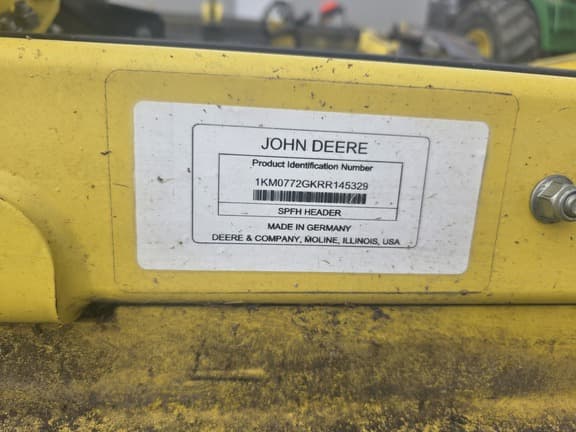 JOHN DEERE
Product Identification Number
1KM0772GKRR145329
SPFH HEADER
MADE IN GERMANY
DEERE & COMPANY, MOLINE, ILLINOIS, USA